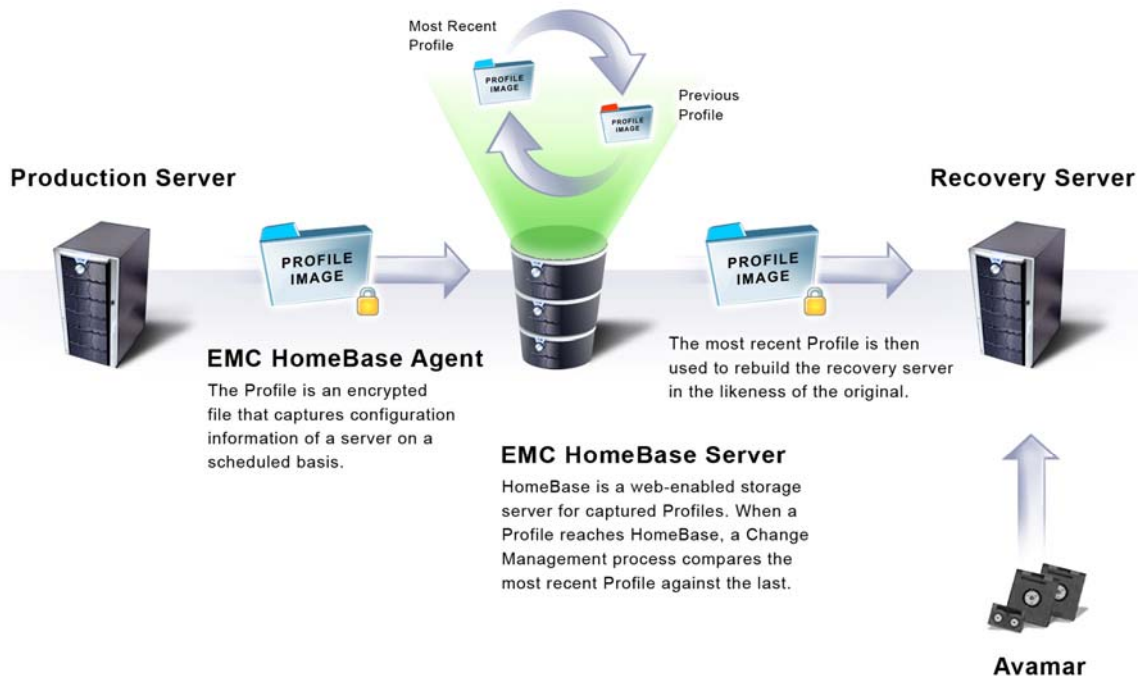 Most Recent
Profile
PROFILE
IMAGE
Previous
Profile
PROFILE
IMAGE
Production Server
Recovery Server
PROFILE
IMAGE
PROFILE
IMAGE
EMC HomeBase Agent
The Profile is an encrypted
file that captures configuration
information of a server on a
scheduled basis.
The most recent Profile is then
used to rebuild the recovery server
in the likeness of the original.
EMC HomeBase Server
HomeBase is a web-enabled storage
server for captured Profiles. When a
Profile reaches HomeBase, a Change
Management process compares the
most recent Profile against the last.
Avamar